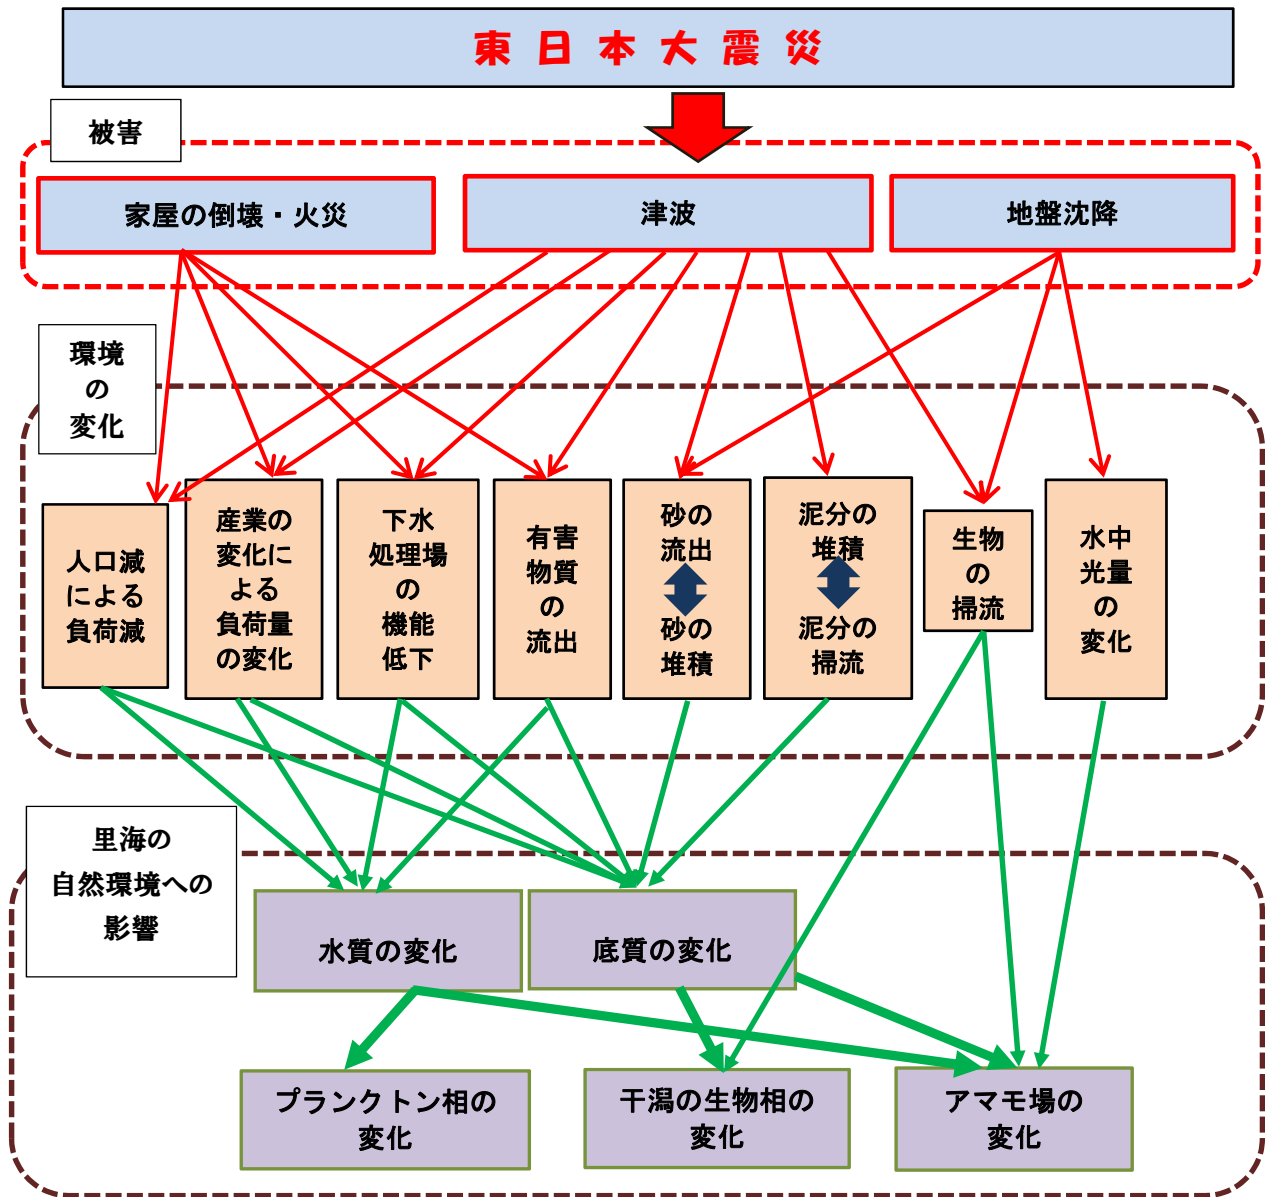 東日本大震災
被害
家屋の倒壊・火災
津波
地盤沈降
環境
の
変化
人口減
による
負荷減
産業の
変化に
よる
負荷量
の変化
下水
処理場
の
機能
低下
有害
物質
の
流出
砂の
流出
砂の
堆積
泥分の
堆積
泥分の
掃流
生物
の
掃流
水中
光量
の
変化
里海の
自然環境への
影響
水質の変化
底質の変化
プランクトン相の
変化
干潟の生物相の
変化
アマモ場の
変化